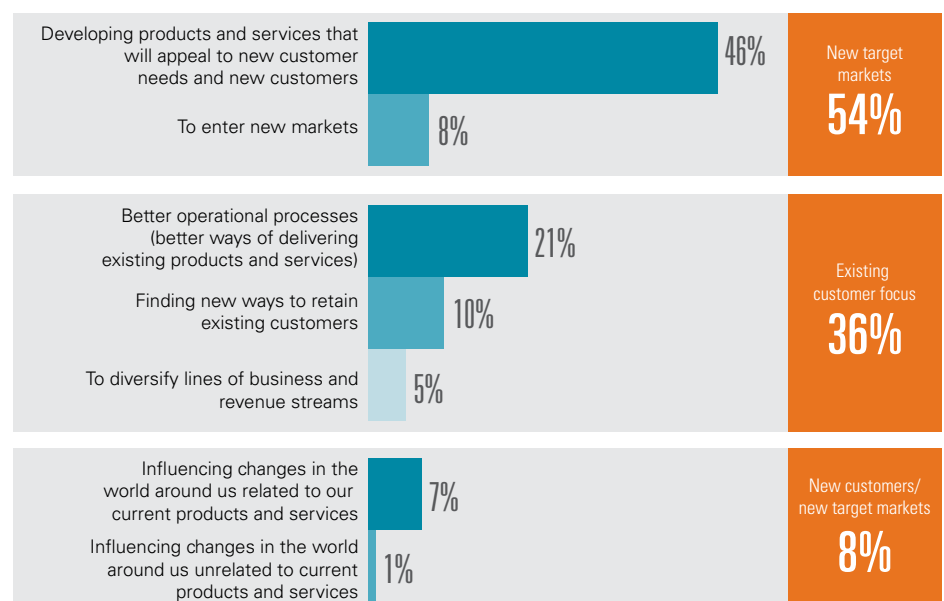 Developing products and services that
will appeal to new customer
needs and new customers
46%
To enter new markets
8%
New target
markets
54%
Better operational processes
(better ways of delivering
existing products and services)
21%
Finding new ways to retain
existing customers
10%
To diversify lines of business and
revenue streams
5%
Existing
customer focus
36%
Influencing changes in the
world around us related to our
current products and services
7%
Influencing changes in the world
around us unrelated to current
products and services
1%
New customers/
new target markets
8%